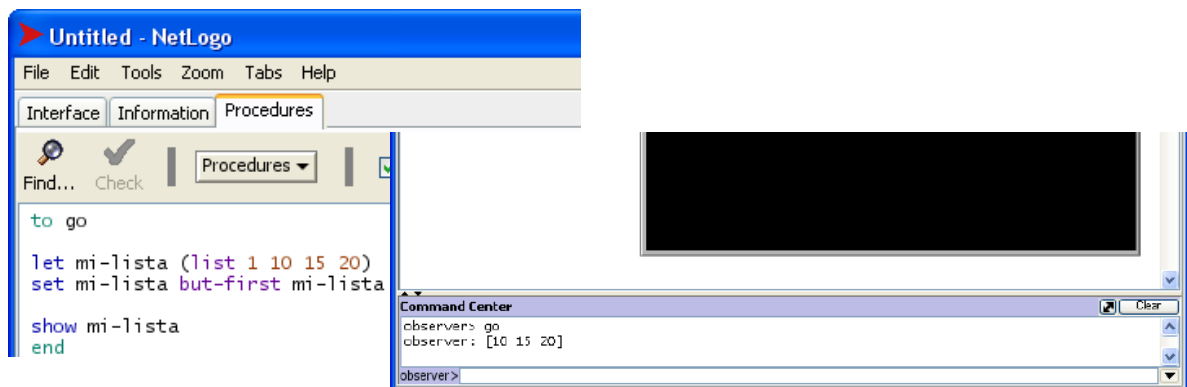 Untitled - NetLogo
File Edit Tools Zoom Tabs Help
Interface Information Procedures
Find... Check Procedures
to go
let mi-lista (list 1 10 15 20)
set mi-lista but-first mi-lista
show mi-lista
end
Command Center Clear
observer> go
observer: [10 15 20]
observer>